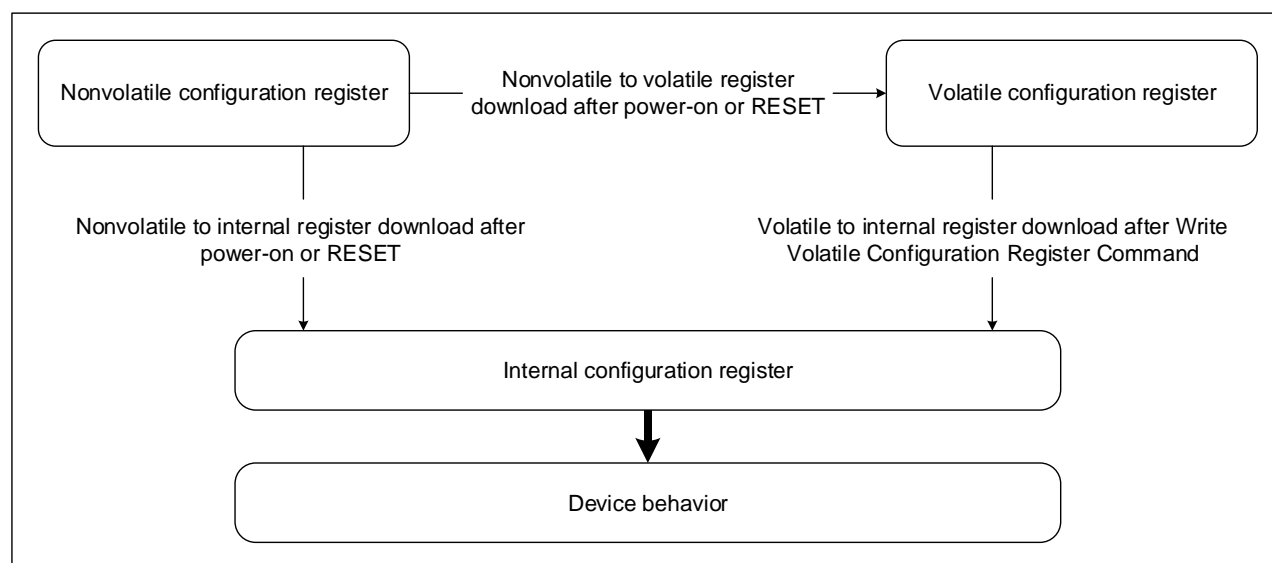 Nonvolatile configuration register
Nonvolatile to volatile register
download after power-on or RESET
Volatile configuration register
Nonvolatile to internal register download after
power-on or RESET
Volatile to internal register download after Write
Volatile Configuration Register Command
Internal configuration register
Device behavior